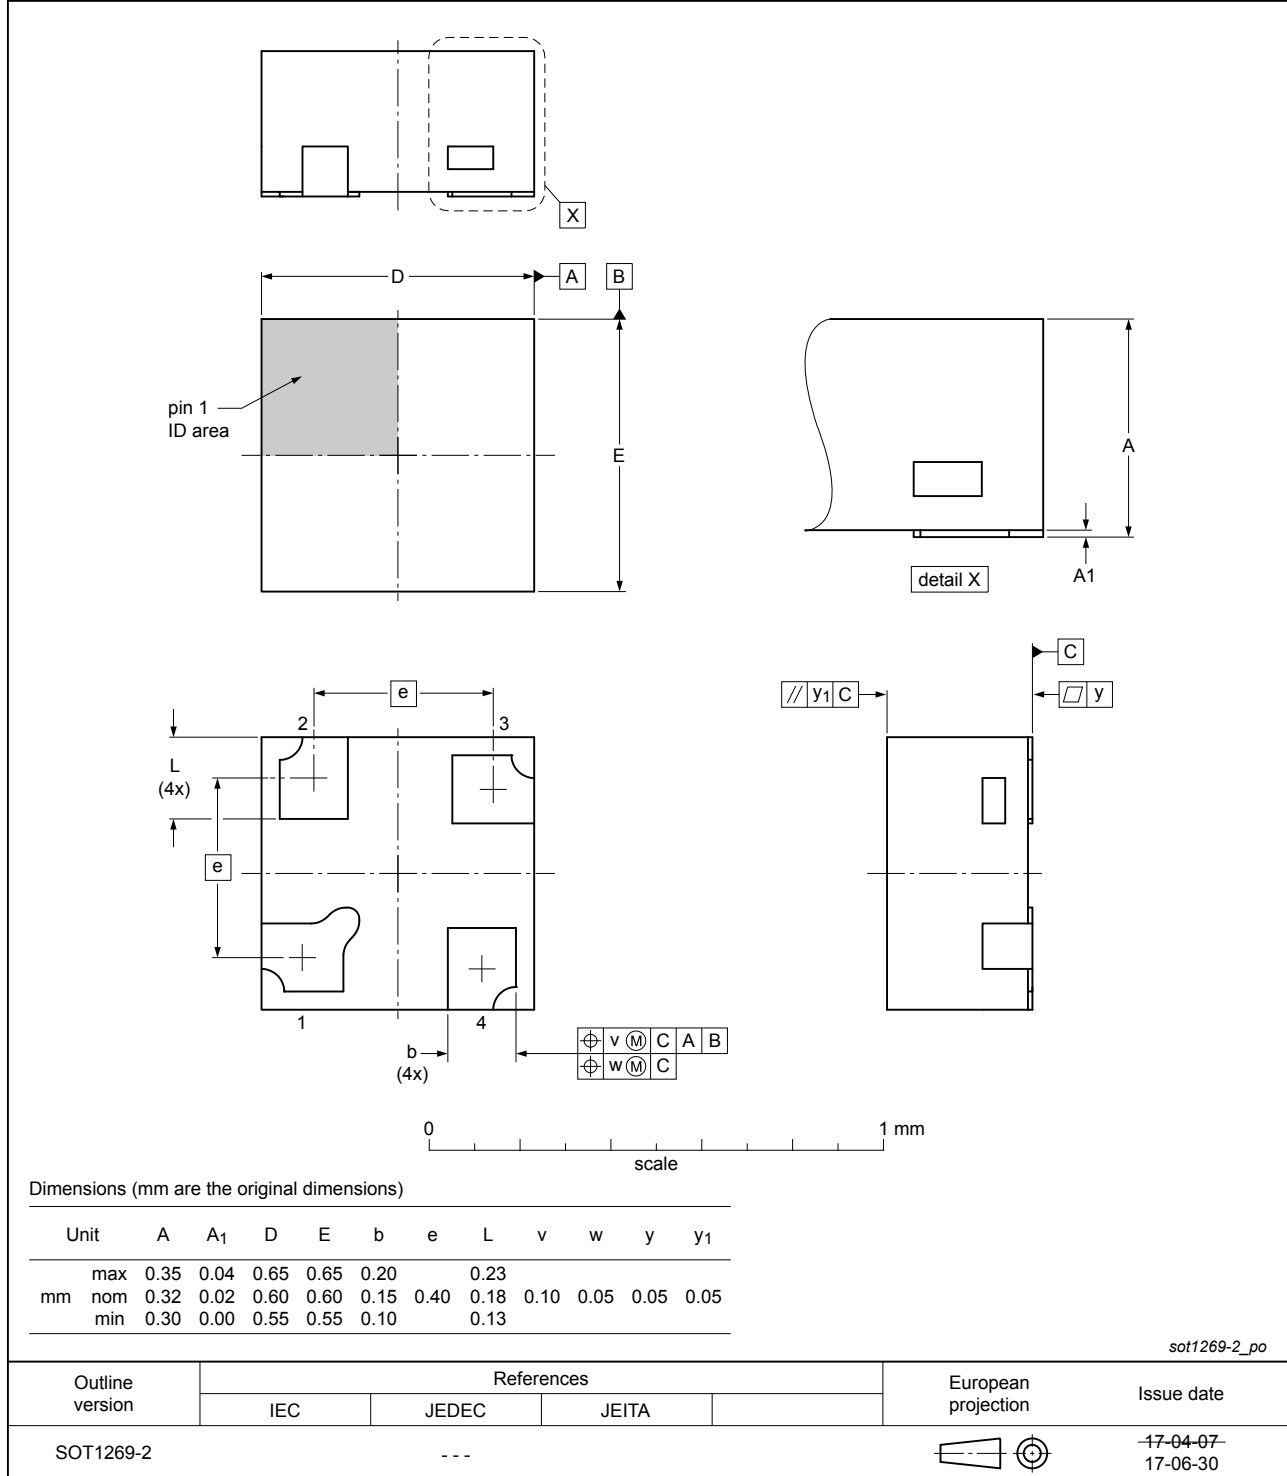 X
D
A
B
pin 1
ID area
E
A
A1
detail X
C
// y1 C
y
e
2
3
L
(4x)
e
1
4
b
(4x)
v M C A B
w M C
0
1 mm
scale
Dimensions (mm are the original dimensions)
Unit A A1 D E b e L v w y y1
max 0.35 0.04 0.65 0.65 0.20 0.23
mm nom 0.32 0.02 0.60 0.60 0.15 0.40 0.18 0.10 0.05 0.05 0.05
min 0.30 0.00 0.55 0.55 0.10 0.13
sot1269-2_po
Outline
version
References
IEC
JEDEC
JEITA
European
projection
Issue date
SOT1269-2
- - -
17-04-07
17-06-30